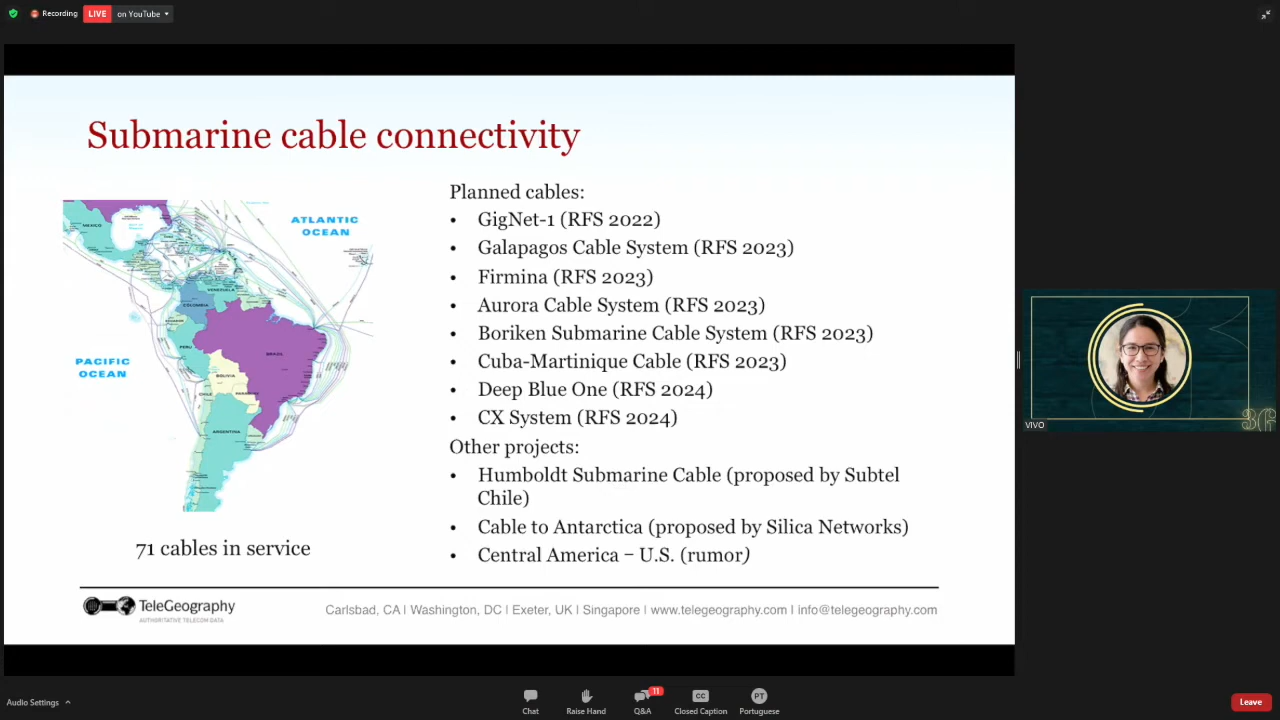 Recording
LIVE
on YouTube
Submarine cable connectivity
ATLANTIC
OCEAN
MEXICO
VENEZUELA
COLOMBIA
ECUADOR
PERU
BRAZIL
BOLIVIA
PACIFIC
OCEAN
CHILE
PARAGUAY
ARGENTINA
71 cables in service
Planned cables:
• GigNet-1 (RFS 2022)
• Galapagos Cable System (RFS 2023)
• Firmina (RFS 2023)
• Aurora Cable System (RFS 2023)
• Boriken Submarine Cable System (RFS 2023)
• Cuba-Martinique Cable (RFS 2023)
• Deep Blue One (RFS 2024)
• CX System (RFS 2024)
Other projects:
• Humboldt Submarine Cable (proposed by Subtel
Chile)
• Cable to Antarctica (proposed by Silica Networks)
• Central America – U.S. (rumor)
TeleGeography
AUTHORITATIVE TELECOM DATA
Carlsbad, CA | Washington, DC | Exeter, UK | Singapore | www.telegeography.com | info@telegeography.com
VIVO
Audio Settings
Chat
Raise Hand
11
Q&A
CC
Closed Caption
PT
Portuguese
Leave